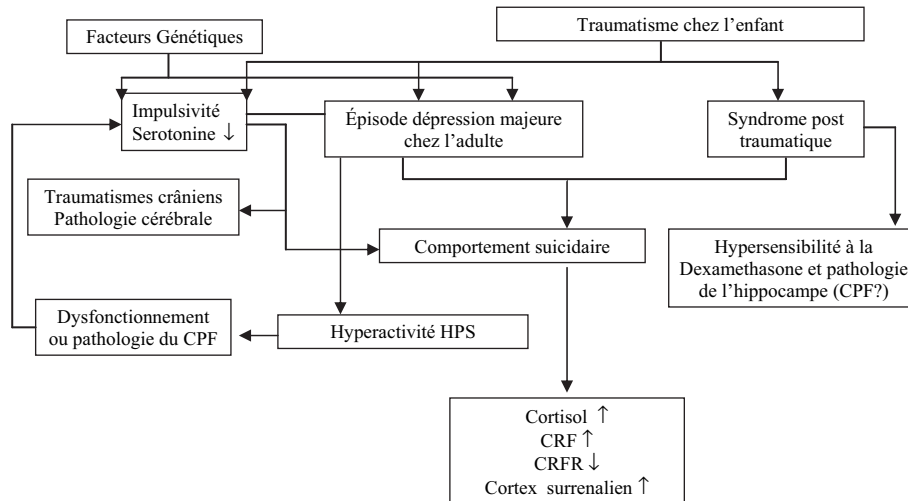 Facteurs Génétiques
Traumatisme chez l’enfant
Impulsivité
Serotonine ↓
Épisode dépression majeure
chez l’adulte
Syndrome post
traumatique
Traumatismes crâniens
Pathologie cérébrale
Comportement suicidaire
Hypersensibilité à la
Dexamethasone et pathologie
de l’hippocampe (CPF?)
Dysfonctionnement
ou pathologie du CPF
Hyperactivité HPS
Cortisol ↑
CRF ↑
CRFR ↓
Cortex surrenalien ↑